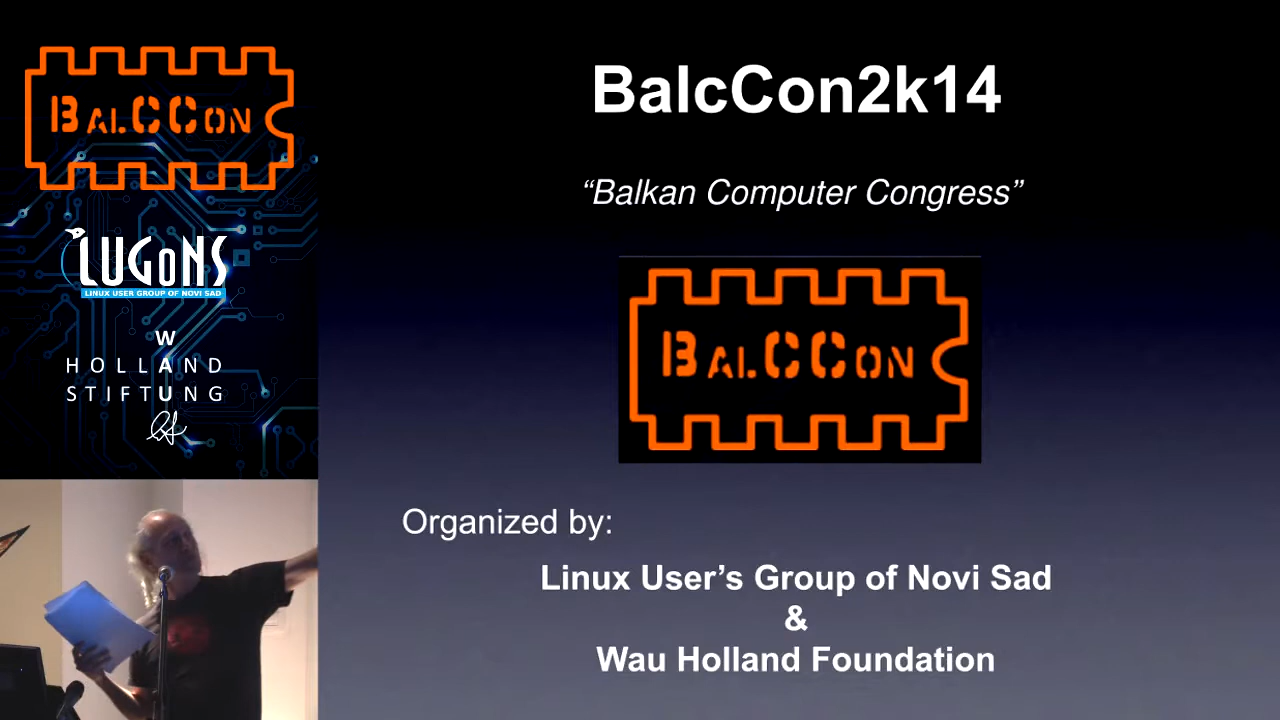 BALCCON
LUGONS
LINUX USER GROUP OF NOVI SAD
W
HOLLAND
STIFTUNG
BalcCon2k14
“Balkan Computer Congress”
BALCCON
Organized by:
Linux User’s Group of Novi Sad
&
Wau Holland Foundation